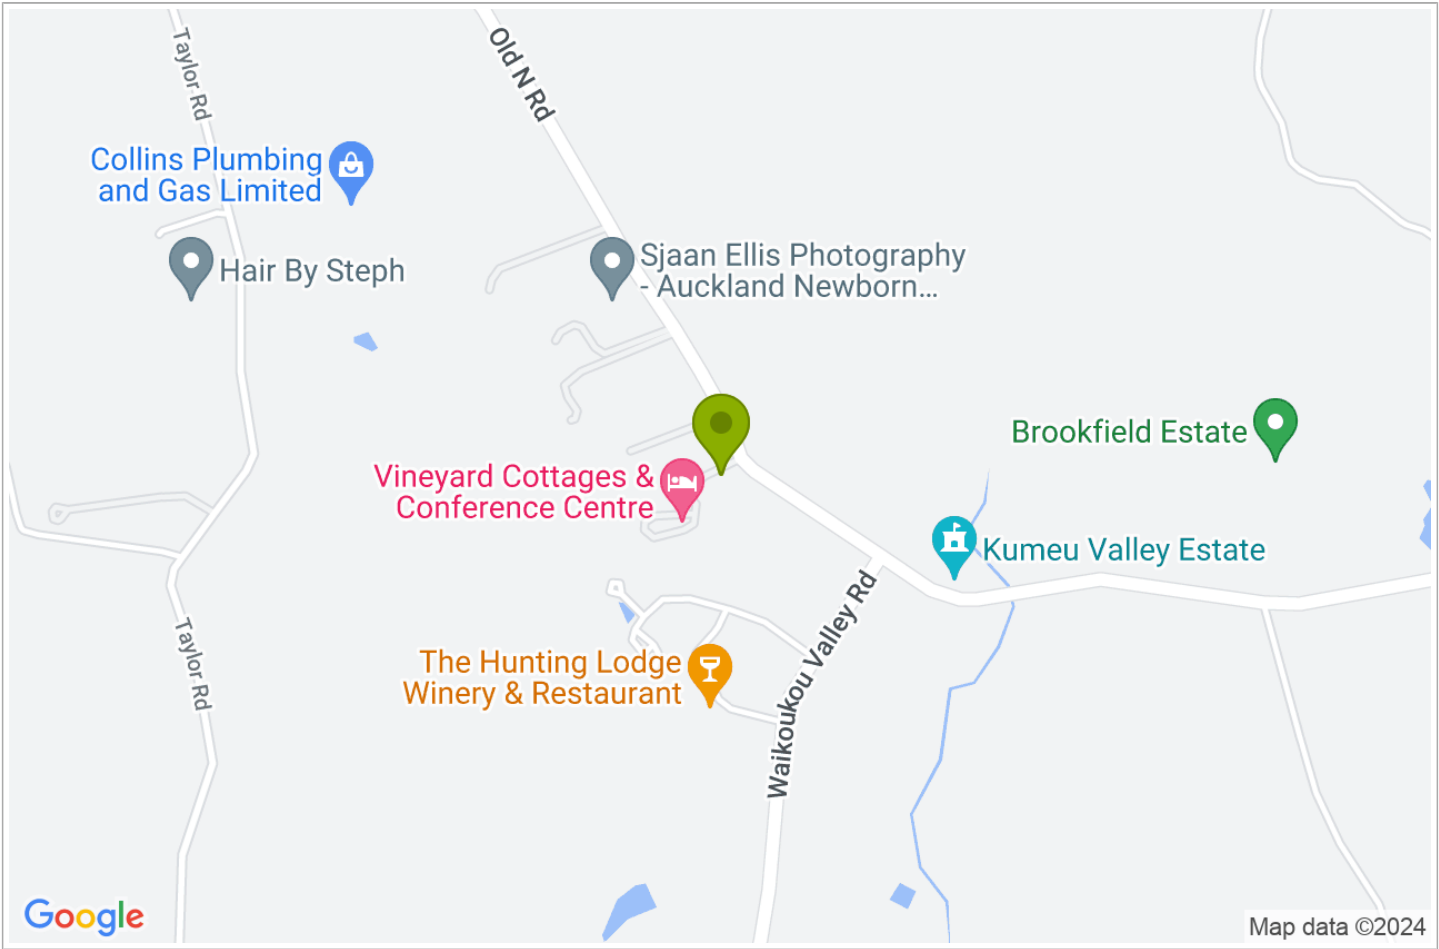 Taylor Rd
Old N Rd
Collins Plumbing
and Gas Limited
Hair By Steph
Sjaan Ellis Photography
- Auckland Newborn...
Brookfield Estate
Vineyard Cottages &
Conference Centre
Kumeu Valley Estate
Waikoukou Valley Rd
Taylor Rd
The Hunting Lodge
Winery & Restaurant
Google
Map data ©2024